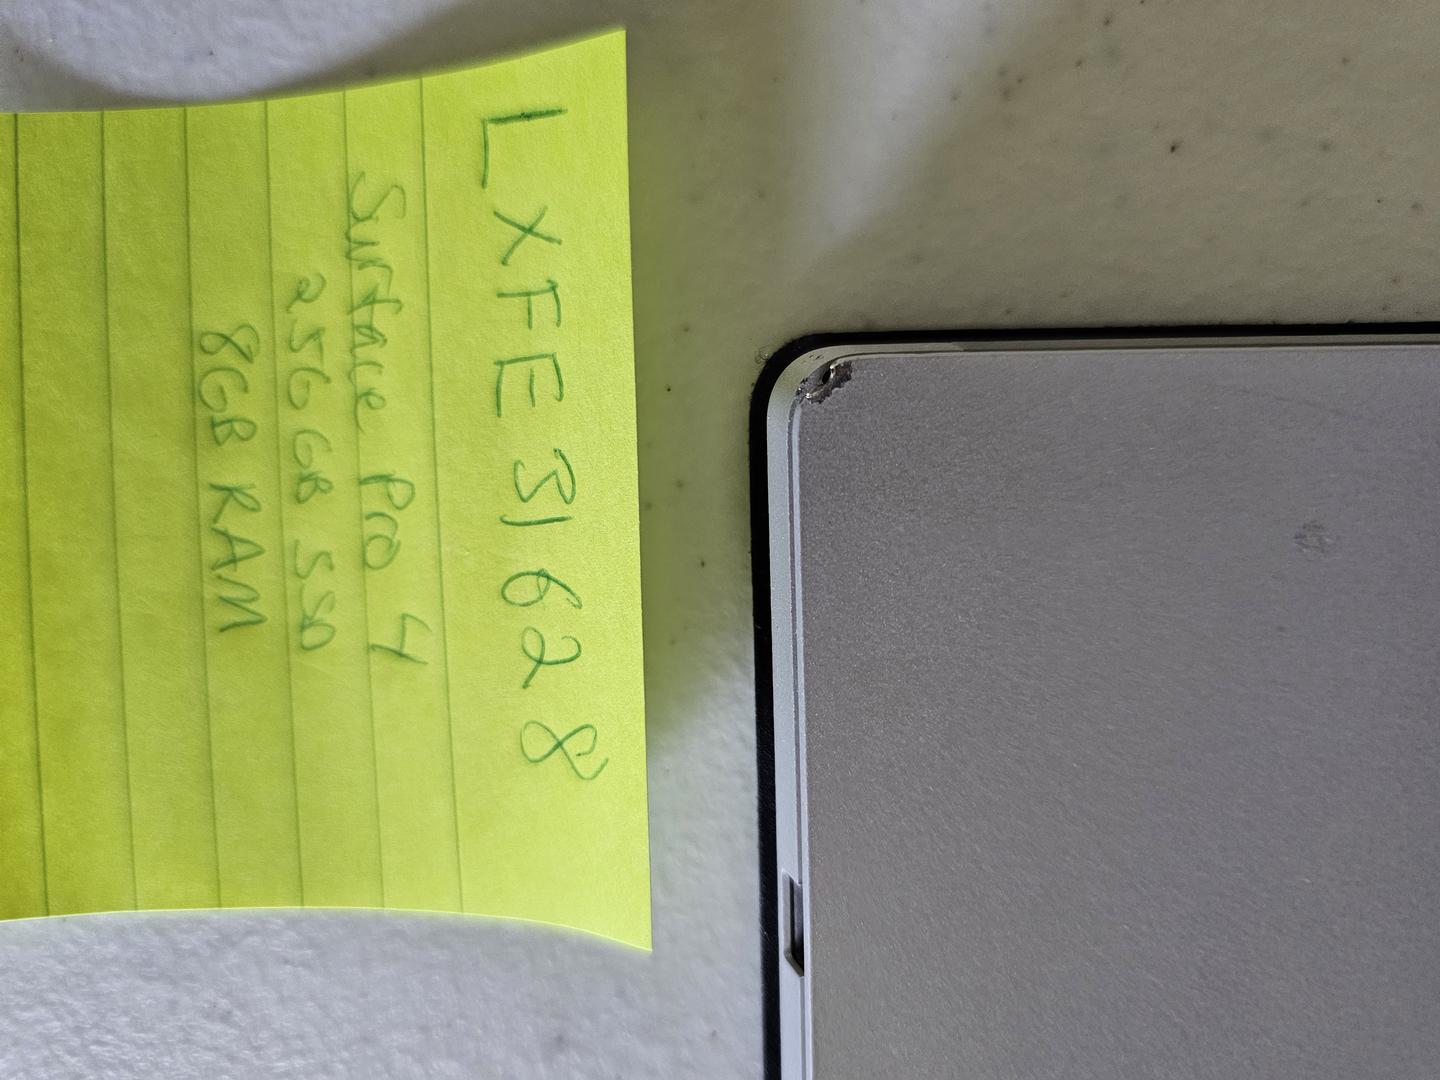 LXFE31628
Surface Pro 4
256 GB SSD
8GB RAM